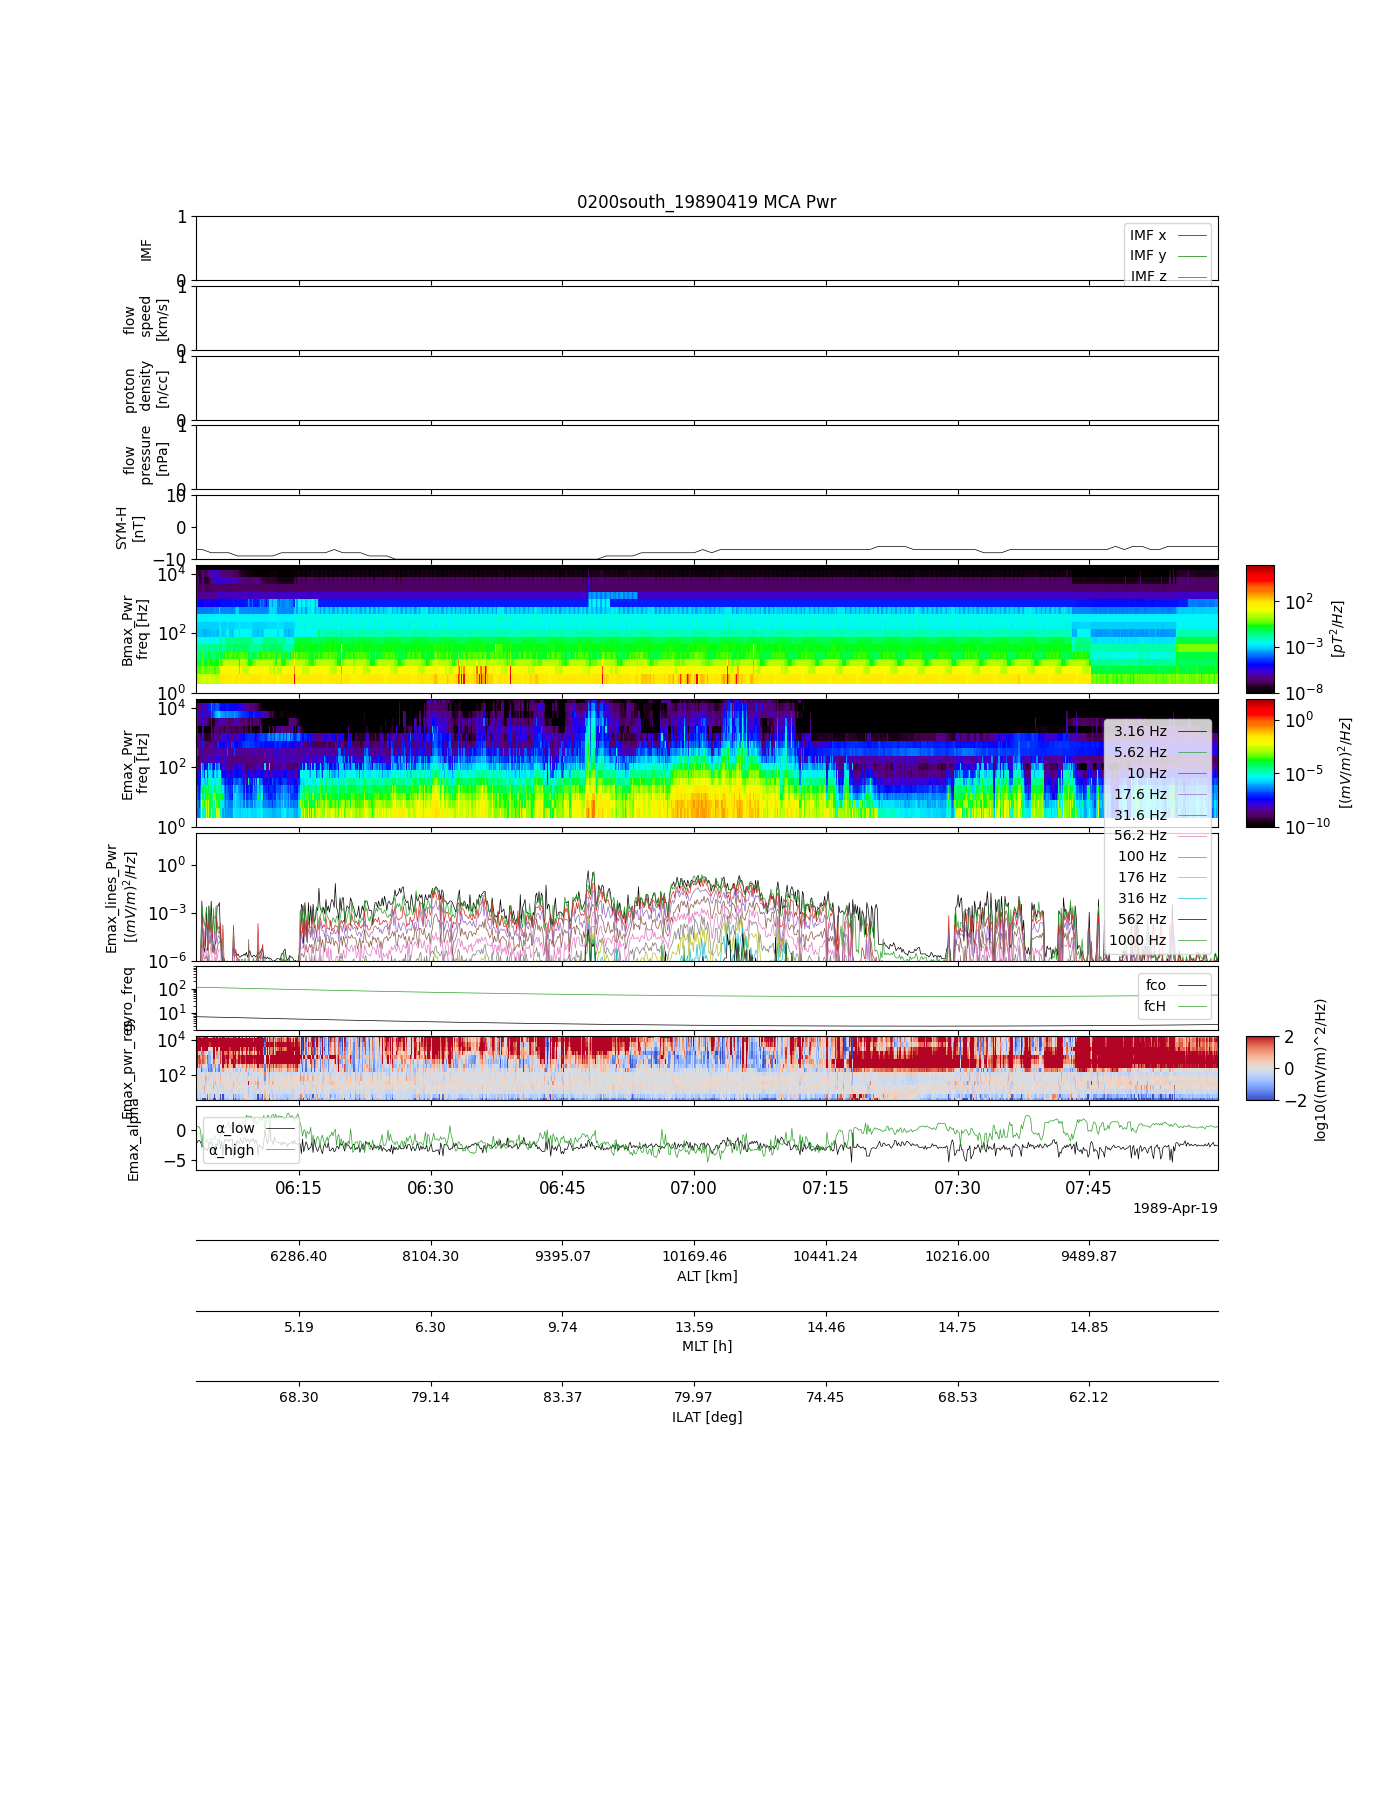 0200south_19890419 MCA Pwr
1
0
IMF
IMF x
IMF y
IMF z
1
0
flow
speed
[km/s]
1
0
proton
density
[n/cc]
1
0
flow
pressure
[nPa]
10
0
−10
SYM-H
[nT]
10^4
10^2
10^0
Bmax_Pwr
freq [Hz]
10^2
10^−3
10^−8
[pT^2/Hz]
10^4
10^2
10^0
Emax_Pwr
freq [Hz]
10^0
10^−5
10^−10
[(mV/m)^2/Hz]
3.16 Hz
5.62 Hz
10 Hz
17.6 Hz
31.6 Hz
56.2 Hz
100 Hz
176 Hz
316 Hz
562 Hz
1000 Hz
10^0
10^−3
10^−6
Emax_lines_Pwr
[(mV/m)^2/Hz]
10^2
10^1
gyro_freq
fco
fcH
10^4
10^2
Emax_pwr_reg
2
0
−2
log10((mV/m)^2/Hz)
0
−5
Emax_alpha
α_low
α_high
06:15 06:30 06:45 07:00 07:15 07:30 07:45
1989-Apr-19
6286.40 8104.30 9395.07 10169.46 10441.24 10216.00 9489.87
ALT [km]
5.19 6.30 9.74 13.59 14.46 14.75 14.85
MLT [h]
68.30 79.14 83.37 79.97 74.45 68.53 62.12
ILAT [deg]